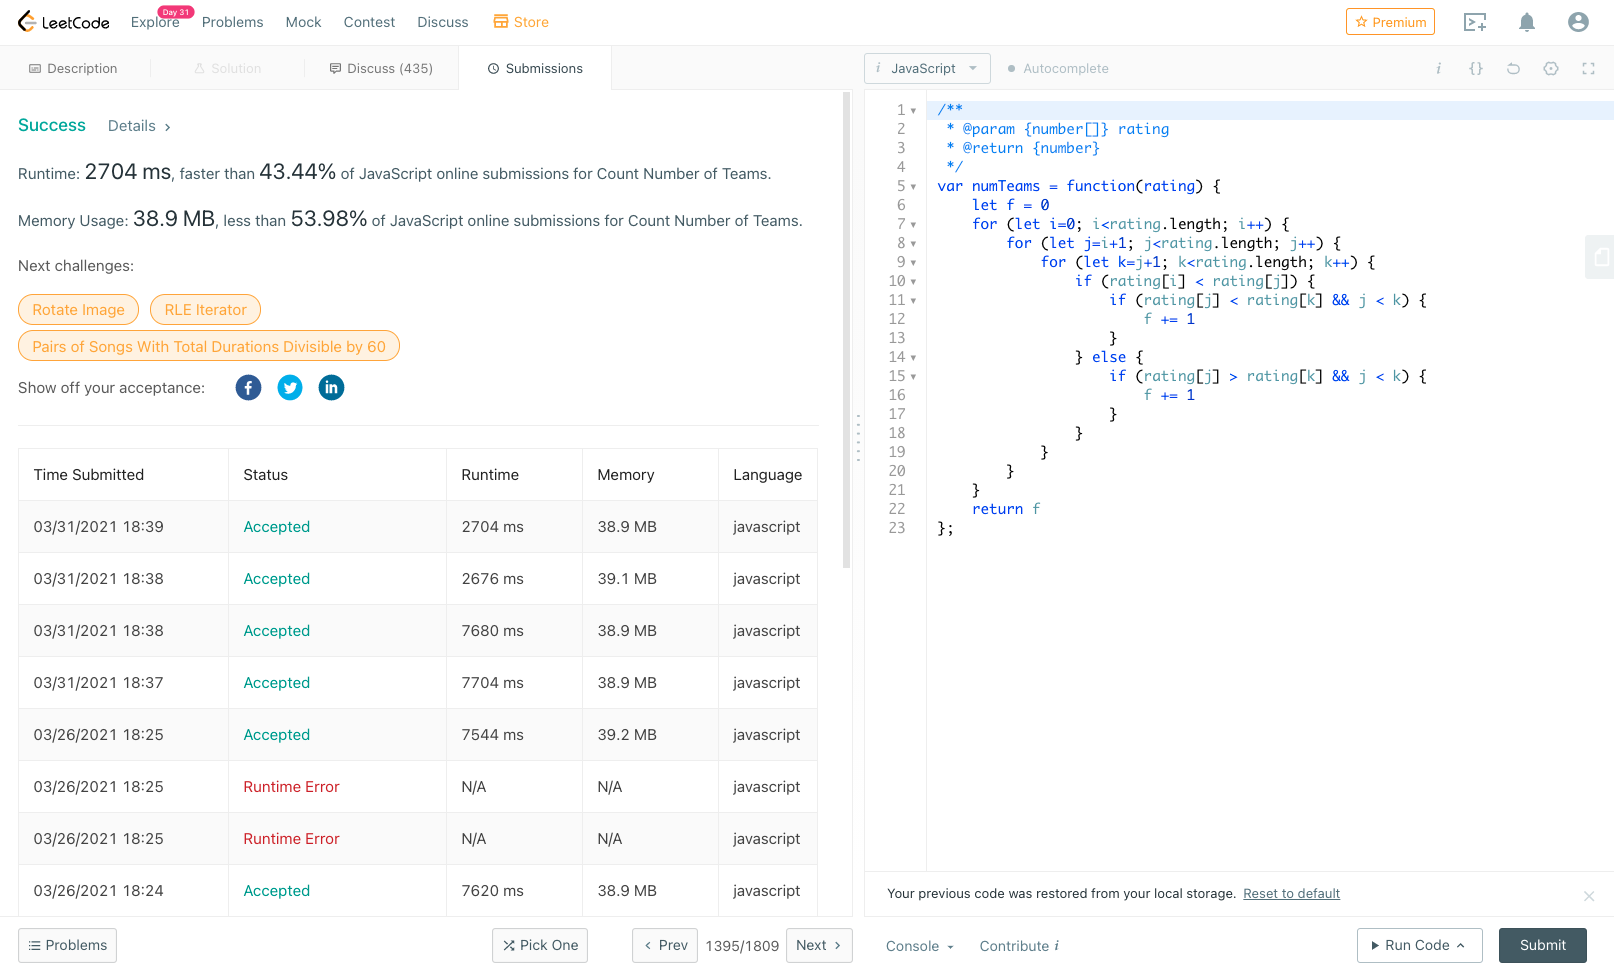 LeetCode
Explore
Day 31
Problems
Mock
Contest
Discuss
Store
Premium
Description
Solution
Discuss (435)
Submissions
i JavaScript
Autocomplete
i {}
Success
Details >
Runtime: 2704 ms, faster than 43.44% of JavaScript online submissions for Count Number of Teams.
Memory Usage: 38.9 MB, less than 53.98% of JavaScript online submissions for Count Number of Teams.
Next challenges:
Rotate Image
RLE Iterator
Pairs of Songs With Total Durations Divisible by 60
Show off your acceptance:
Time Submitted Status Runtime Memory Language
03/31/2021 18:39 Accepted 2704 ms 38.9 MB javascript
03/31/2021 18:38 Accepted 2676 ms 39.1 MB javascript
03/31/2021 18:38 Accepted 7680 ms 38.9 MB javascript
03/31/2021 18:37 Accepted 7704 ms 38.9 MB javascript
03/26/2021 18:25 Accepted 7544 ms 39.2 MB javascript
03/26/2021 18:25 Runtime Error N/A N/A javascript
03/26/2021 18:25 Runtime Error N/A N/A javascript
03/26/2021 18:24 Accepted 7620 ms 38.9 MB javascript
1 /**
2 * @param {number[]} rating
3 * @return {number}
4 */
5 var numTeams = function(rating) {
6 let f = 0
7 for (let i=0; i<rating.length; i++) {
8 for (let j=i+1; j<rating.length; j++) {
9 for (let k=j+1; k<rating.length; k++) {
10 if (rating[i] < rating[j]) {
11 if (rating[j] < rating[k] && j < k) {
12 f += 1
13 }
14 } else {
15 if (rating[j] > rating[k] && j < k) {
16 f += 1
17 }
18 }
19 }
20 }
21 }
22 return f
23 };
Your previous code was restored from your local storage. Reset to default
Problems
Pick One
< Prev
1395/1809
Next >
Console
Contribute i
Run Code
Submit